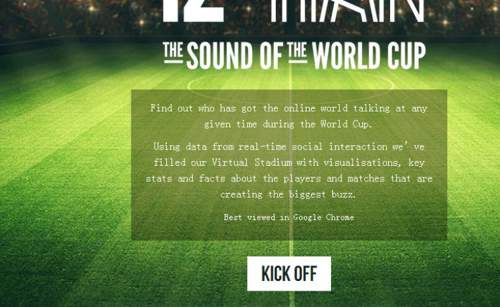 12
MAN
THE SOUND OF THE WORLD CUP
Find out who has got the online world talking at any
given time during the World Cup.
Using data from real-time social interaction we've
filled our Virtual Stadium with visualisations, key
stats and facts about the players and matches that are
creating the biggest buzz.
Best viewed in Google Chrome
KICK OFF